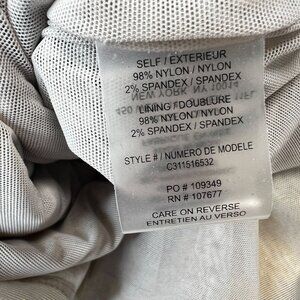 SELF / EXTERIEUR
98% NYLON / NYLON
2% SPANDEX / SPANDEX
LINING / DOUBLURE
98% NYLON / NYLON
2% SPANDEX / SPANDEX
STYLE # / NUMERO DE MODELE
C311516532
PO # 109349
RN # 107677
CARE ON REVERSE
ENTRETIEN AU VERSO